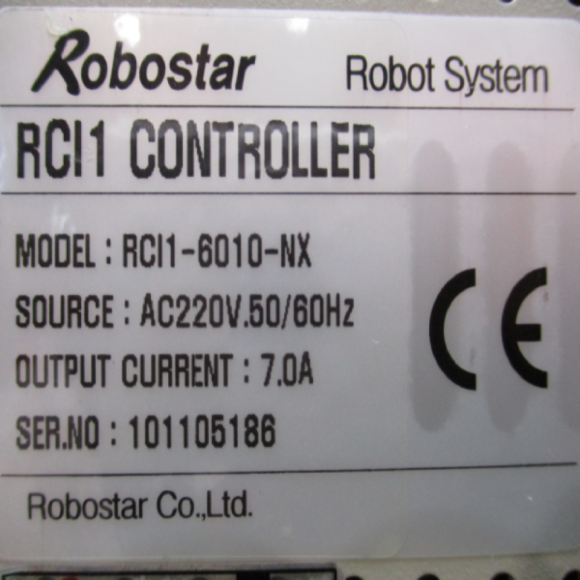 Robostar Robot System
RCI1 CONTROLLER
MODEL : RCI1-6010-NX
SOURCE : AC220V.50/60Hz
OUTPUT CURRENT : 7.0A
SER.NO : 101105186
CE
Robostar Co.,Ltd.